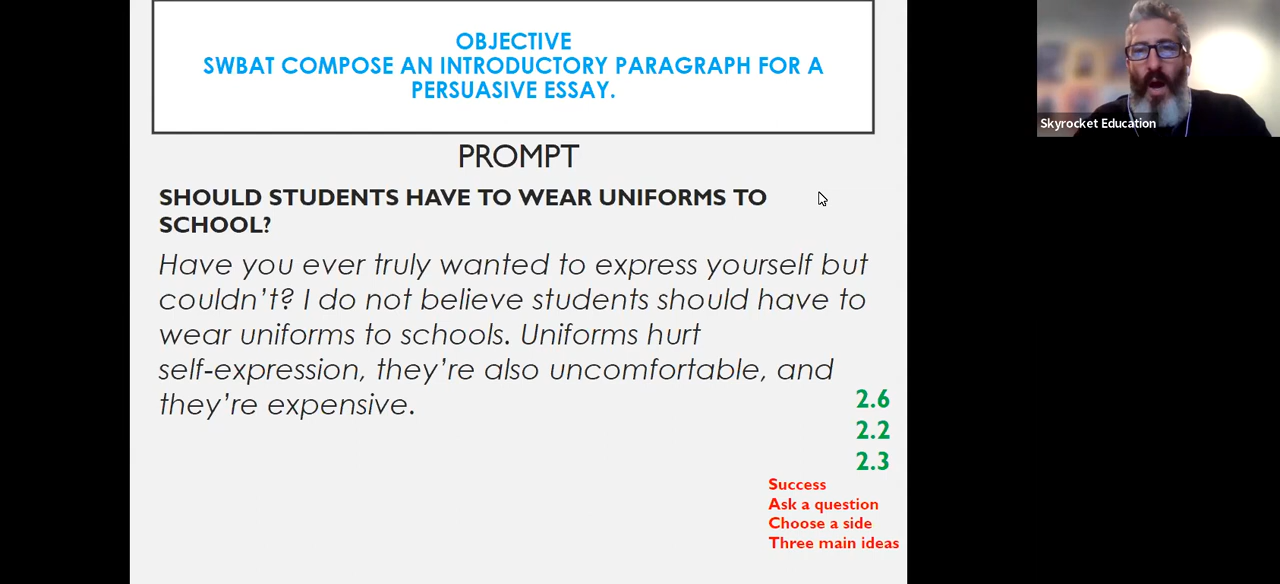 OBJECTIVE
SWBAT COMPOSE AN INTRODUCTORY PARAGRAPH FOR A
PERSUASIVE ESSAY.
Skyrocket Education
PROMPT
SHOULD STUDENTS HAVE TO WEAR UNIFORMS TO
SCHOOL?
Have you ever truly wanted to express yourself but
couldn't? I do not believe students should have to
wear uniforms to schools. Uniforms hurt
self-expression, they're also uncomfortable, and
they're expensive.
2.6
2.2
2.3
Success
Ask a question
Choose a side
Three main ideas